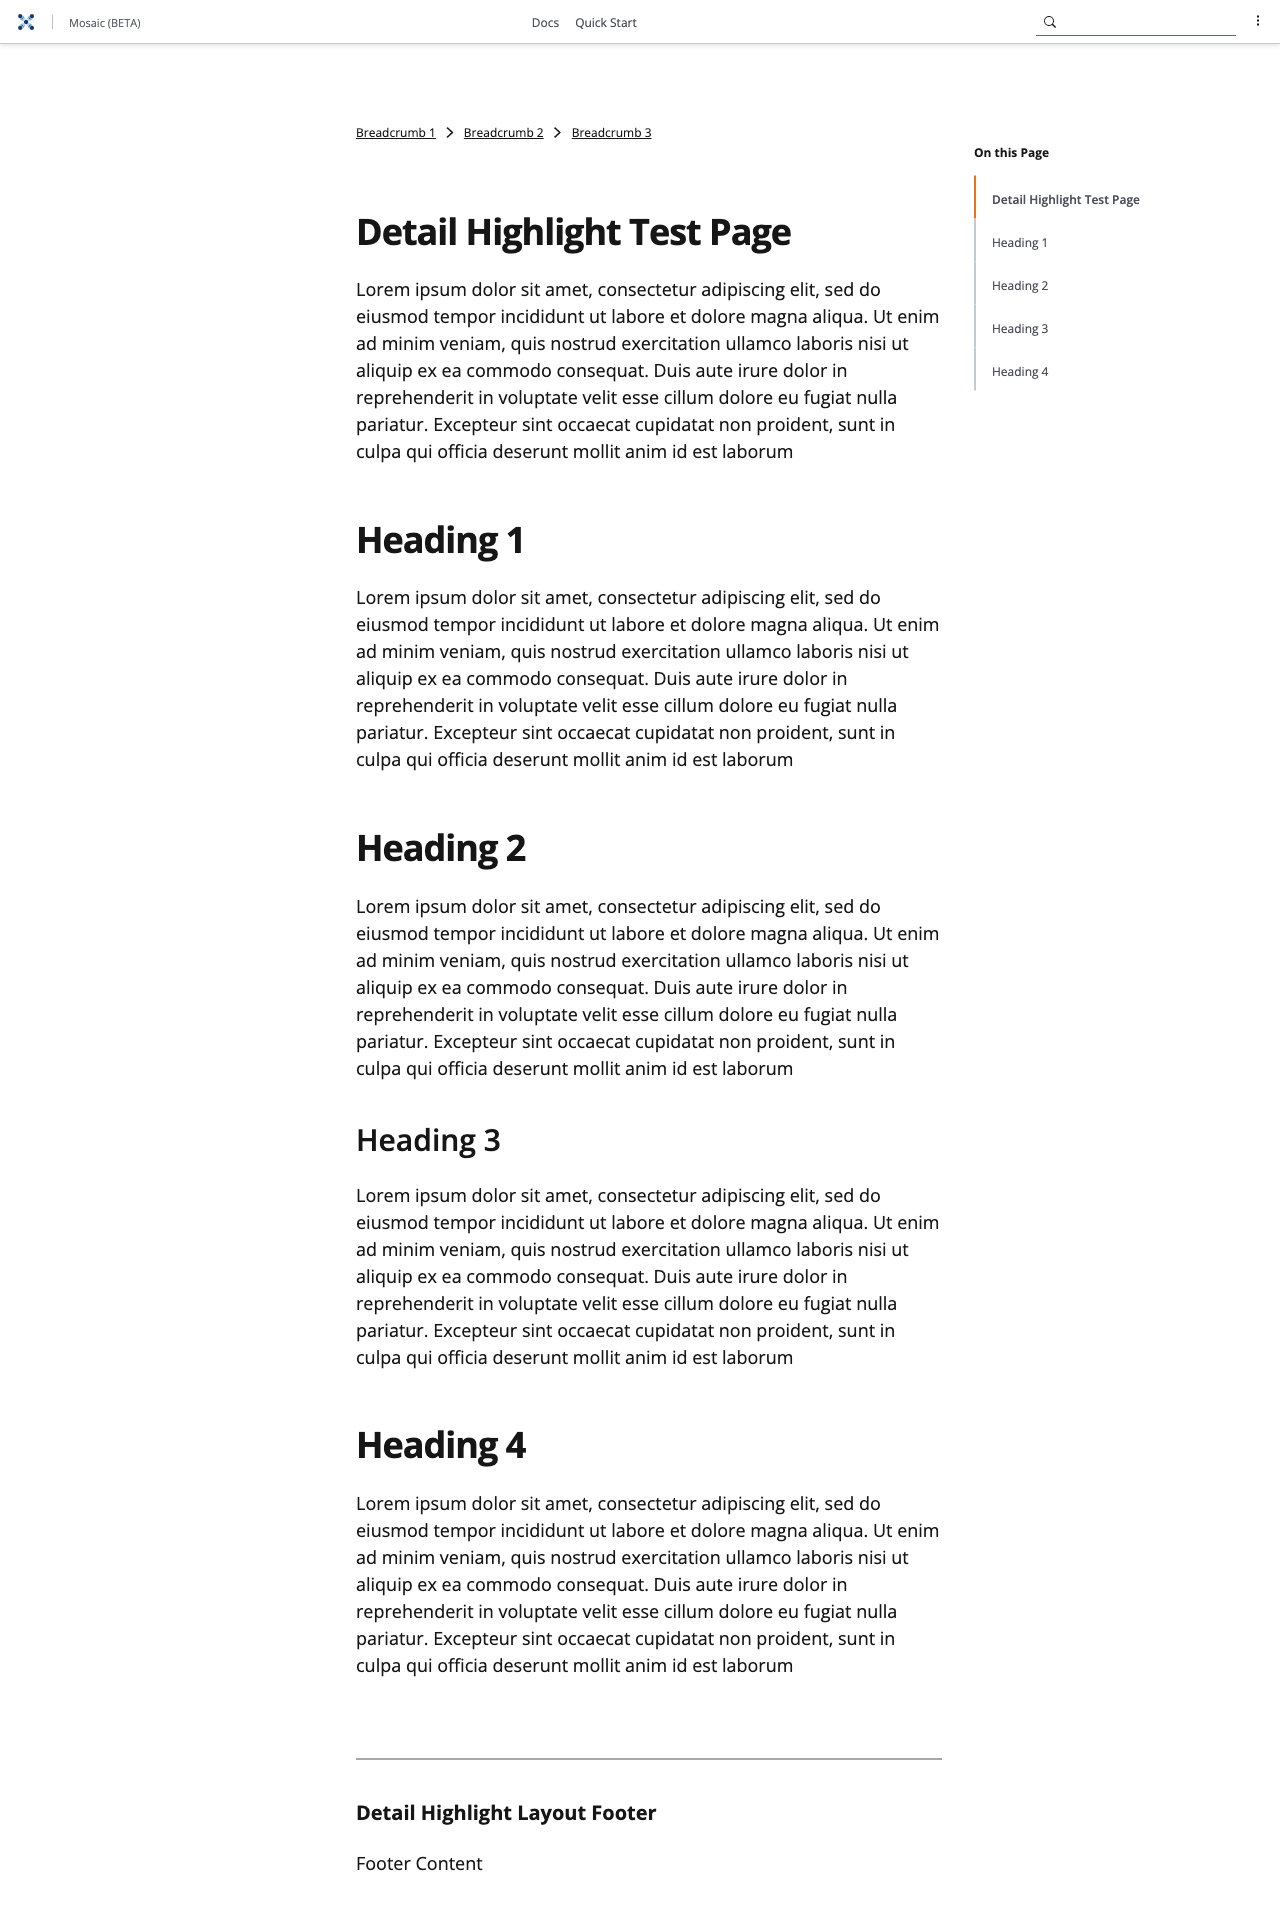 Mosaic (BETA)
Docs
Quick Start
Breadcrumb 1
Breadcrumb 2
Breadcrumb 3
On this Page
Detail Highlight Test Page
Heading 1
Heading 2
Heading 3
Heading 4
Detail Highlight Test Page
Lorem ipsum dolor sit amet, consectetur adipiscing elit, sed do
eiusmod tempor incididunt ut labore et dolore magna aliqua. Ut enim
ad minim veniam, quis nostrud exercitation ullamco laboris nisi ut
aliquip ex ea commodo consequat. Duis aute irure dolor in
reprehenderit in voluptate velit esse cillum dolore eu fugiat nulla
pariatur. Excepteur sint occaecat cupidatat non proident, sunt in
culpa qui officia deserunt mollit anim id est laborum
Heading 1
Lorem ipsum dolor sit amet, consectetur adipiscing elit, sed do
eiusmod tempor incididunt ut labore et dolore magna aliqua. Ut enim
ad minim veniam, quis nostrud exercitation ullamco laboris nisi ut
aliquip ex ea commodo consequat. Duis aute irure dolor in
reprehenderit in voluptate velit esse cillum dolore eu fugiat nulla
pariatur. Excepteur sint occaecat cupidatat non proident, sunt in
culpa qui officia deserunt mollit anim id est laborum
Heading 2
Lorem ipsum dolor sit amet, consectetur adipiscing elit, sed do
eiusmod tempor incididunt ut labore et dolore magna aliqua. Ut enim
ad minim veniam, quis nostrud exercitation ullamco laboris nisi ut
aliquip ex ea commodo consequat. Duis aute irure dolor in
reprehenderit in voluptate velit esse cillum dolore eu fugiat nulla
pariatur. Excepteur sint occaecat cupidatat non proident, sunt in
culpa qui officia deserunt mollit anim id est laborum
Heading 3
Lorem ipsum dolor sit amet, consectetur adipiscing elit, sed do
eiusmod tempor incididunt ut labore et dolore magna aliqua. Ut enim
ad minim veniam, quis nostrud exercitation ullamco laboris nisi ut
aliquip ex ea commodo consequat. Duis aute irure dolor in
reprehenderit in voluptate velit esse cillum dolore eu fugiat nulla
pariatur. Excepteur sint occaecat cupidatat non proident, sunt in
culpa qui officia deserunt mollit anim id est laborum
Heading 4
Lorem ipsum dolor sit amet, consectetur adipiscing elit, sed do
eiusmod tempor incididunt ut labore et dolore magna aliqua. Ut enim
ad minim veniam, quis nostrud exercitation ullamco laboris nisi ut
aliquip ex ea commodo consequat. Duis aute irure dolor in
reprehenderit in voluptate velit esse cillum dolore eu fugiat nulla
pariatur. Excepteur sint occaecat cupidatat non proident, sunt in
culpa qui officia deserunt mollit anim id est laborum
Detail Highlight Layout Footer
Footer Content